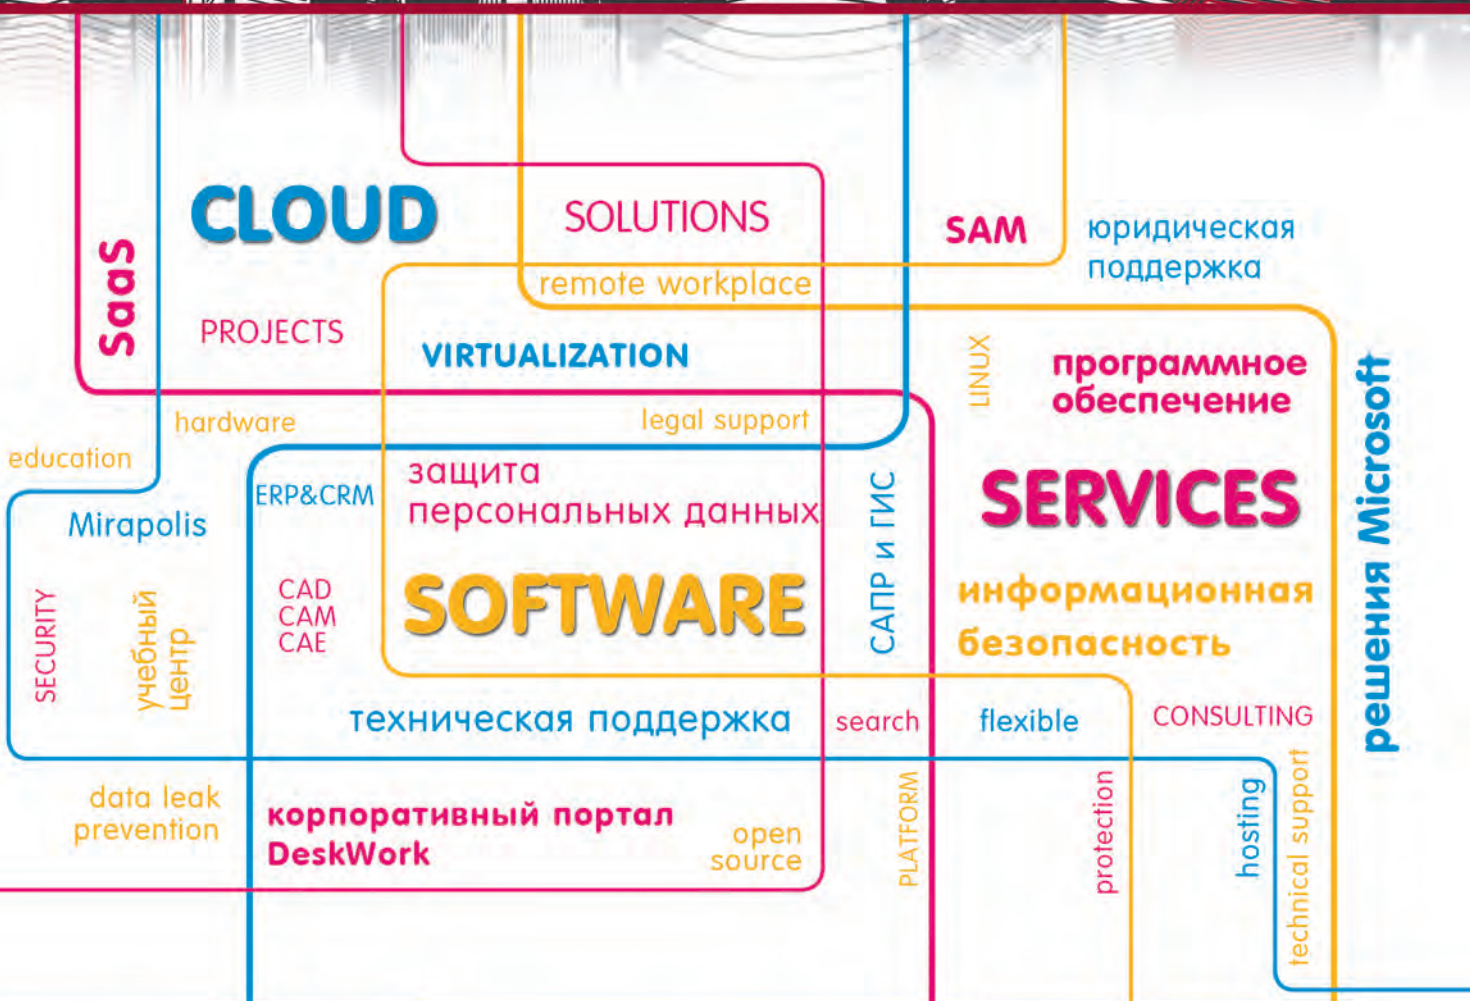 CLOUD
SOLUTIONS
SAM
юридическая
поддержка
SaaS
remote workplace
PROJECTS
VIRTUALIZATION
LINUX
программное
обеспечение
решения Microsoft
hardware
legal support
education
ERP&CRM
защита
персональных данных
САПР и ГИС
SERVICES
Mirapolis
SECURITY
учебный
центр
CAD
CAM
CAE
SOFTWARE
информационная
безопасность
техническая поддержка
search
flexible
CONSULTING
data leak
prevention
корпоративный портал
DeskWork
open
source
PLATFORM
protection
hosting
technical support